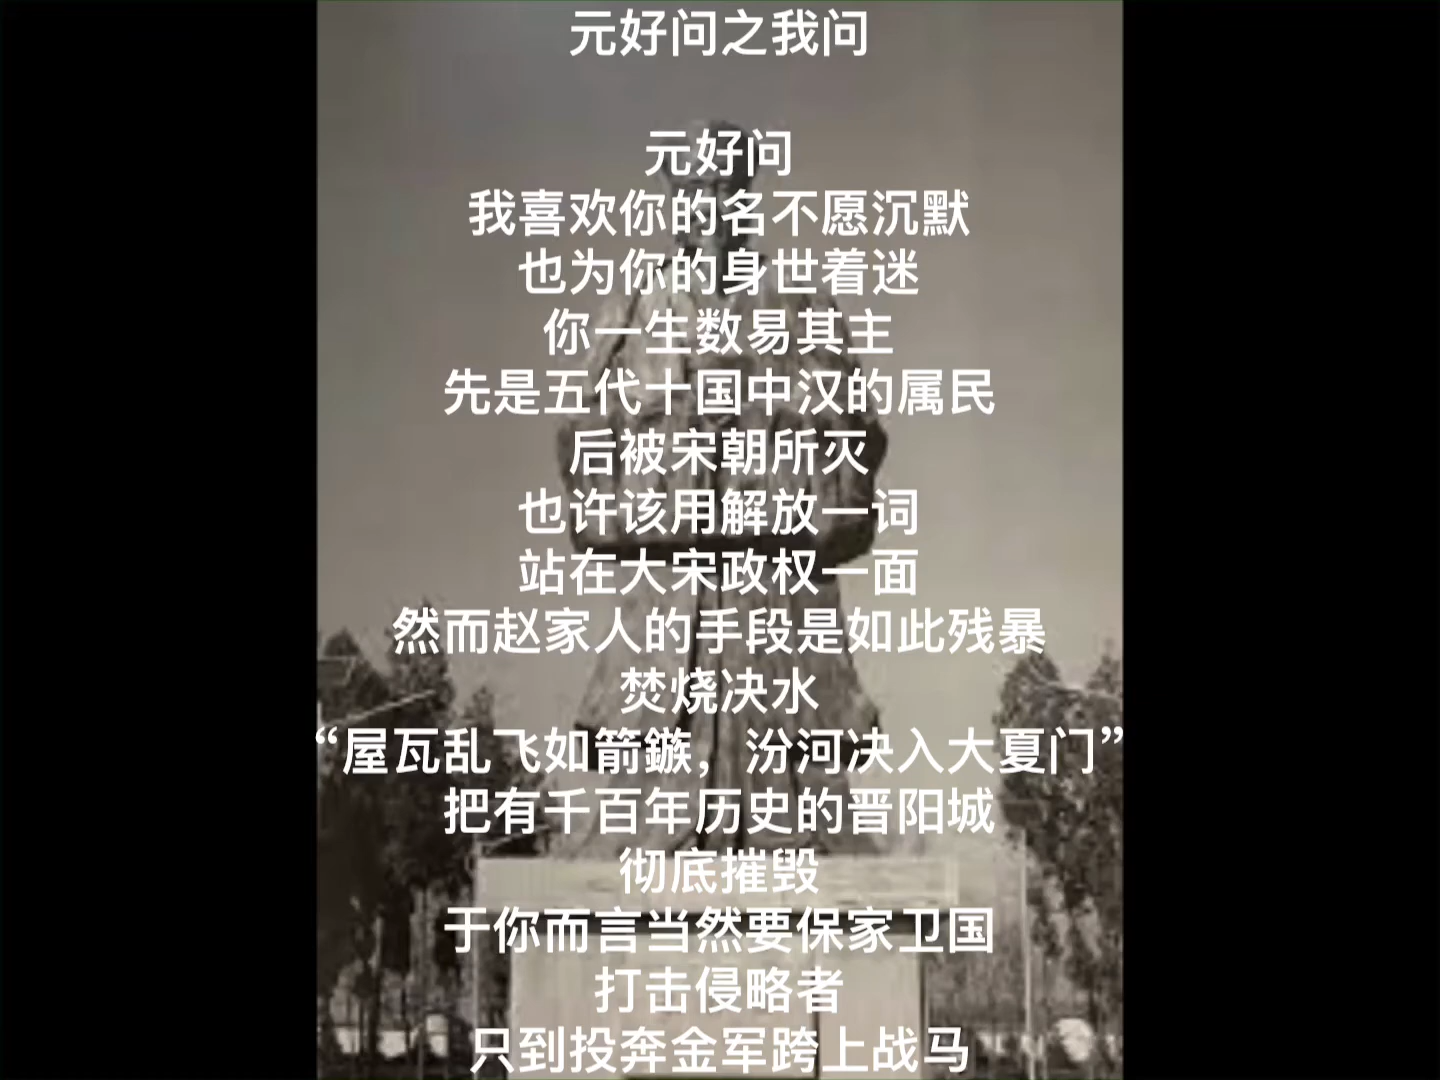 元好问之我问
元好问
我喜欢你的名不愿沉默
也为你的身世着迷
你一生数易其主
先是五代十国中汉的属民
后被宋朝所灭
也许该用解放一词
站在大宋政权一面
然而赵家人的手段是如此残暴
焚烧决水
“屋瓦乱飞如箭鏃，汾河决入大夏门”
把有千百年历史的晋阳城
彻底摧毁
于你而言当然要保家卫国
打击侵略者
只到投奔金军跨上战马